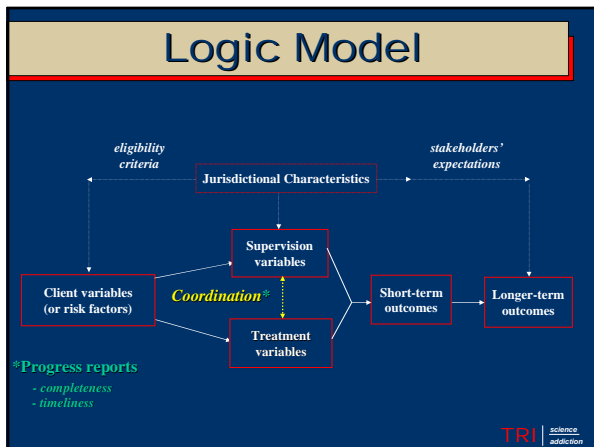 Logic Model
eligibility
criteria
stakeholders'
expectations
Jurisdictional Characteristics
Supervision
variables
Client variables
(or risk factors)
Coordination*
Short-term
outcomes
Longer-term
outcomes
Treatment
variables
*Progress reports
- completeness
- timeliness
TRI
science
addiction